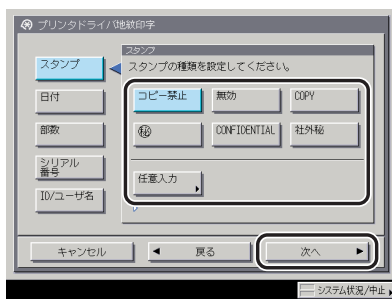 プリンタドライバ地紋印字
スタンプ
スタンプ
スタンプの種類を設定してください。
日付
コピー禁止
無効
COPY
部数
㊙
CONFIDENTIAL
社外秘
シリアル
番号
任意入力
ID/ユーザ名
キャンセル
戻る
次へ
システム状況/中止